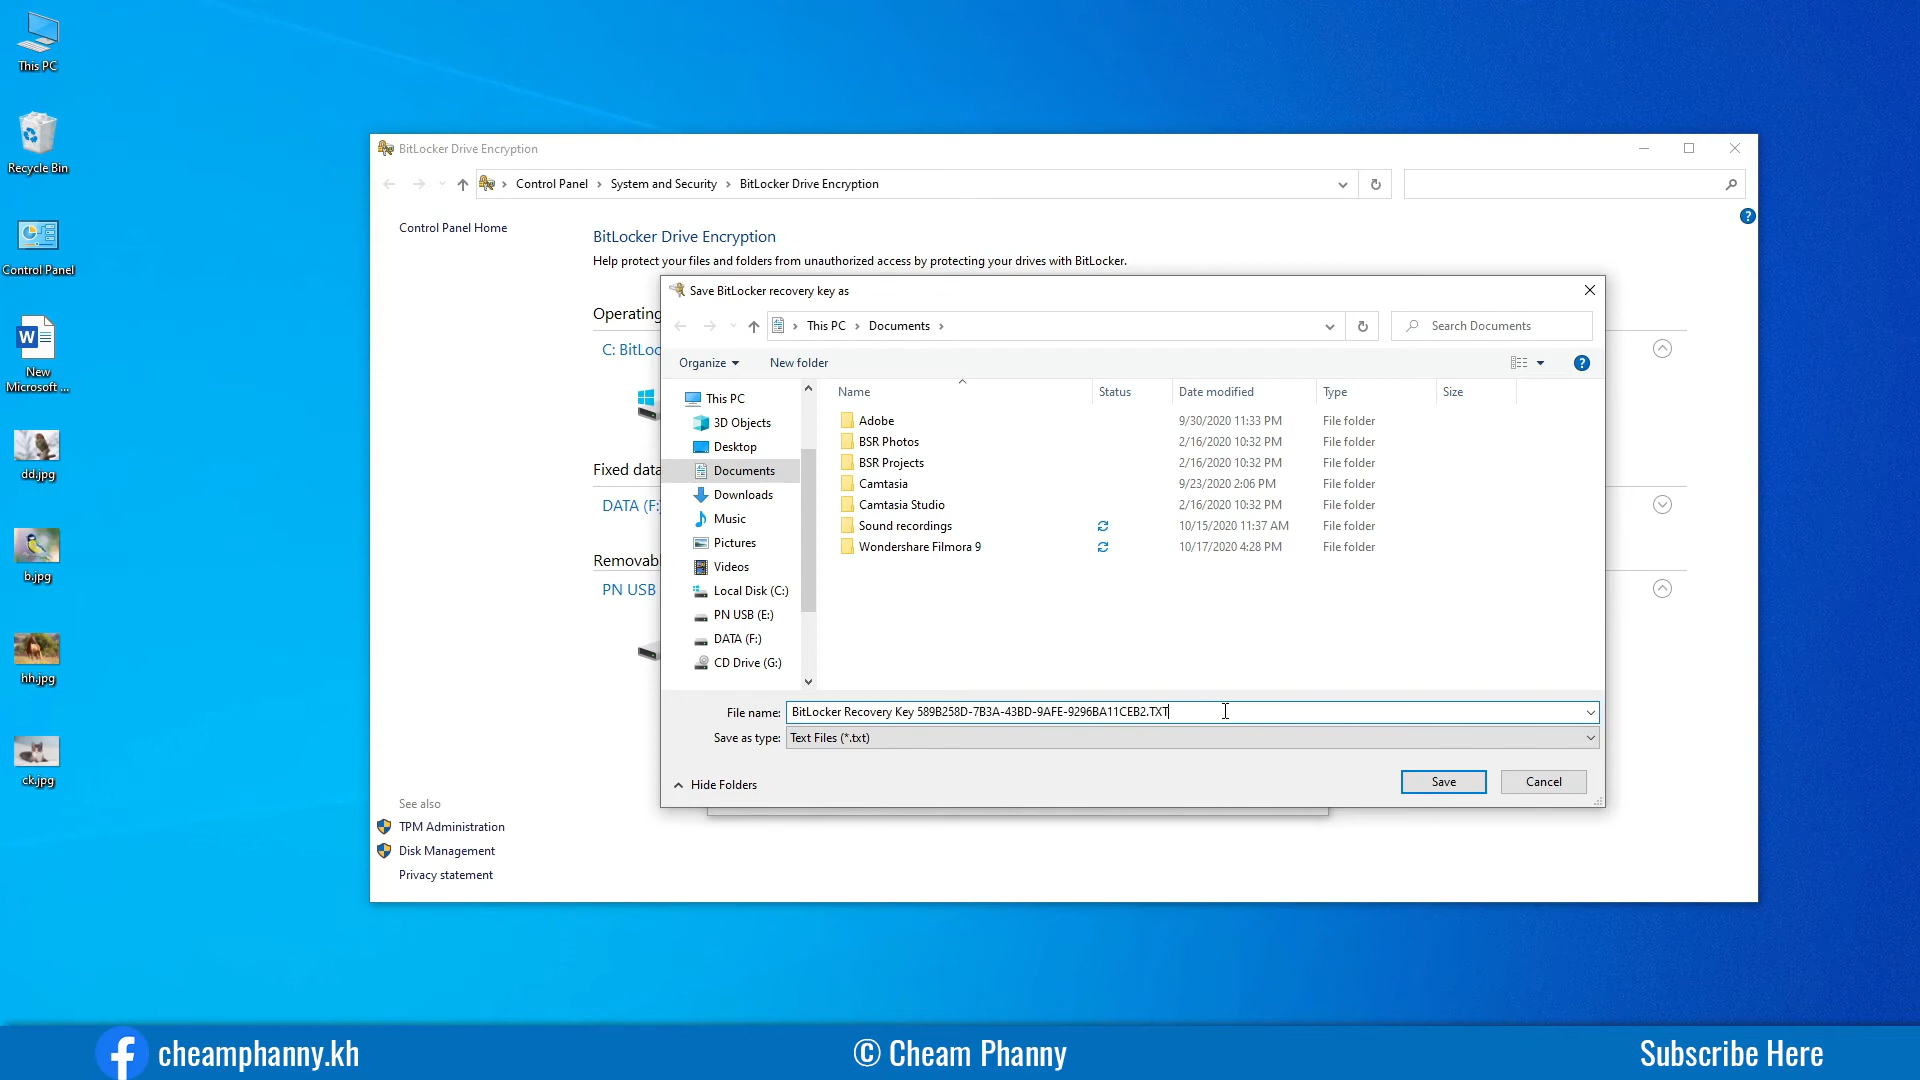 This PC
Recycle Bin
Control Panel
New
Microsoft ...
dd.jpg
b.jpg
hh.jpg
ck.jpg
BitLocker Drive Encryption
Control Panel
System and Security
BitLocker Drive Encryption
Control Panel Home
BitLocker Drive Encryption
Help protect your files and folders from unauthorized access by protecting your drives with BitLocker.
Operating
C: BitLoc
Fixed data
DATA (F:
Removab
PN USB
See also
TPM Administration
Disk Management
Privacy statement
Save BitLocker recovery key as
This PC
Documents
Search Documents
Organize
New folder
This PC
3D Objects
Desktop
Documents
Downloads
Music
Pictures
Videos
Local Disk (C:)
PN USB (E:)
DATA (F:)
CD Drive (G:)
Name Status Date modified Type Size
Adobe 9/30/2020 11:33 PM File folder
BSR Photos 2/16/2020 10:32 PM File folder
BSR Projects 2/16/2020 10:32 PM File folder
Camtasia 9/23/2020 2:06 PM File folder
Camtasia Studio 2/16/2020 10:32 PM File folder
Sound recordings 10/15/2020 11:37 AM File folder
Wondershare Filmora 9 10/17/2020 4:28 PM File folder
File name: BitLocker Recovery Key 589B258D-7B3A-43BD-9AFE-9296BA11CEB2.TXT
Save as type: Text Files (*.txt)
Hide Folders
Save
Cancel
cheamphanny.kh
© Cheam Phanny
Subscribe Here